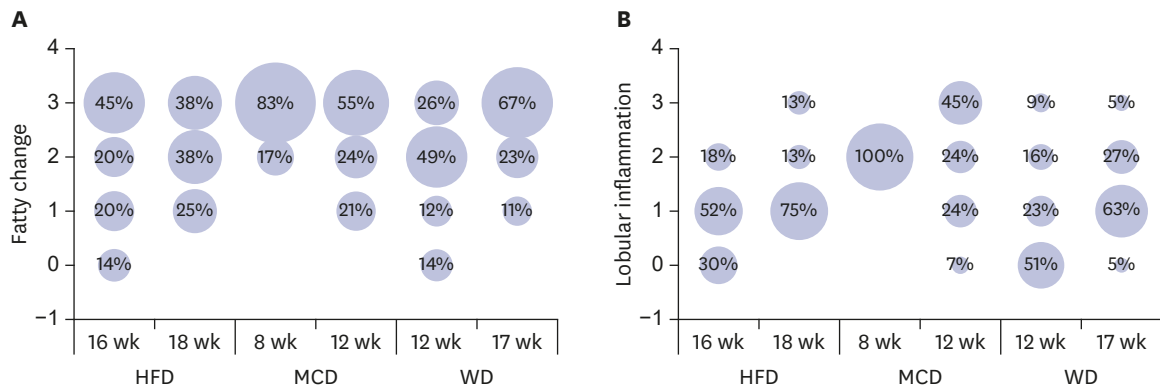 A
Fatty change
4
3
2
1
0
−1
45% 38% 83% 55% 26% 67%
20% 38% 17% 24% 49% 23%
20% 25% 21% 12% 11%
14% 14%
16 wk 18 wk 8 wk 12 wk 12 wk 17 wk
HFD MCD WD
B
Lobular inflammation
4
3
2
1
0
−1
13% 45% 9% 5%
18% 13% 100% 24% 16% 27%
52% 75% 24% 23% 63%
30% 7% 51% 5%
16 wk 18 wk 8 wk 12 wk 12 wk 17 wk
HFD MCD WD